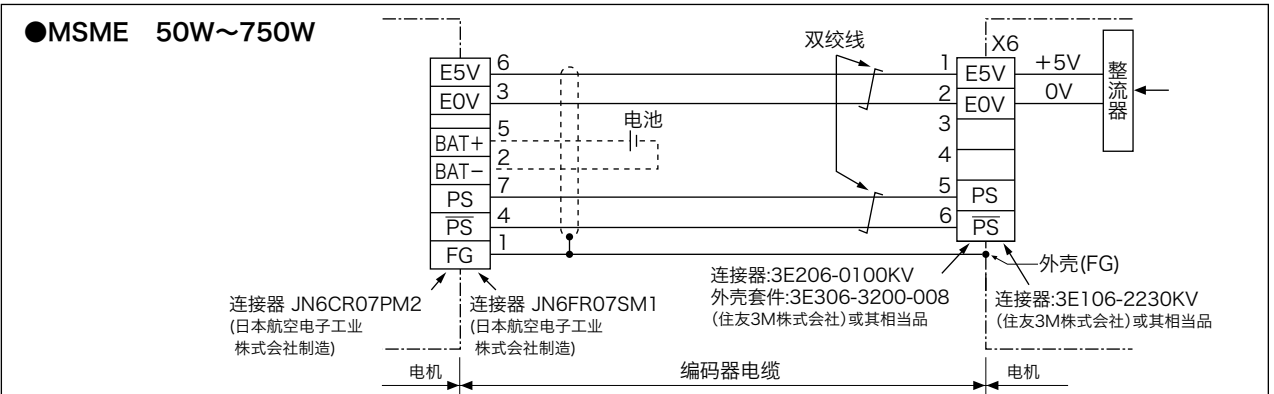 ●MSME 50W～750W
双绞线
X6
E5V 6
1 E5V +5V
E0V 3
2 E0V 0V
整流器
3
电池
BAT+ 5
4
BAT− 2
PS 7
5 PS
P̅S̅ 4
6 P̅S̅
FG 1
外壳(FG)
连接器 JN6CR07PM2
(日本航空电子工业
株式会社制造)
连接器 JN6FR07SM1
(日本航空电子工业
株式会社制造)
连接器:3E206-0100KV
外壳套件:3E306-3200-008
(住友3M株式会社)或其相当品
连接器:3E106-2230KV
(住友3M株式会社)或其相当品
电机
编码器电缆
电机